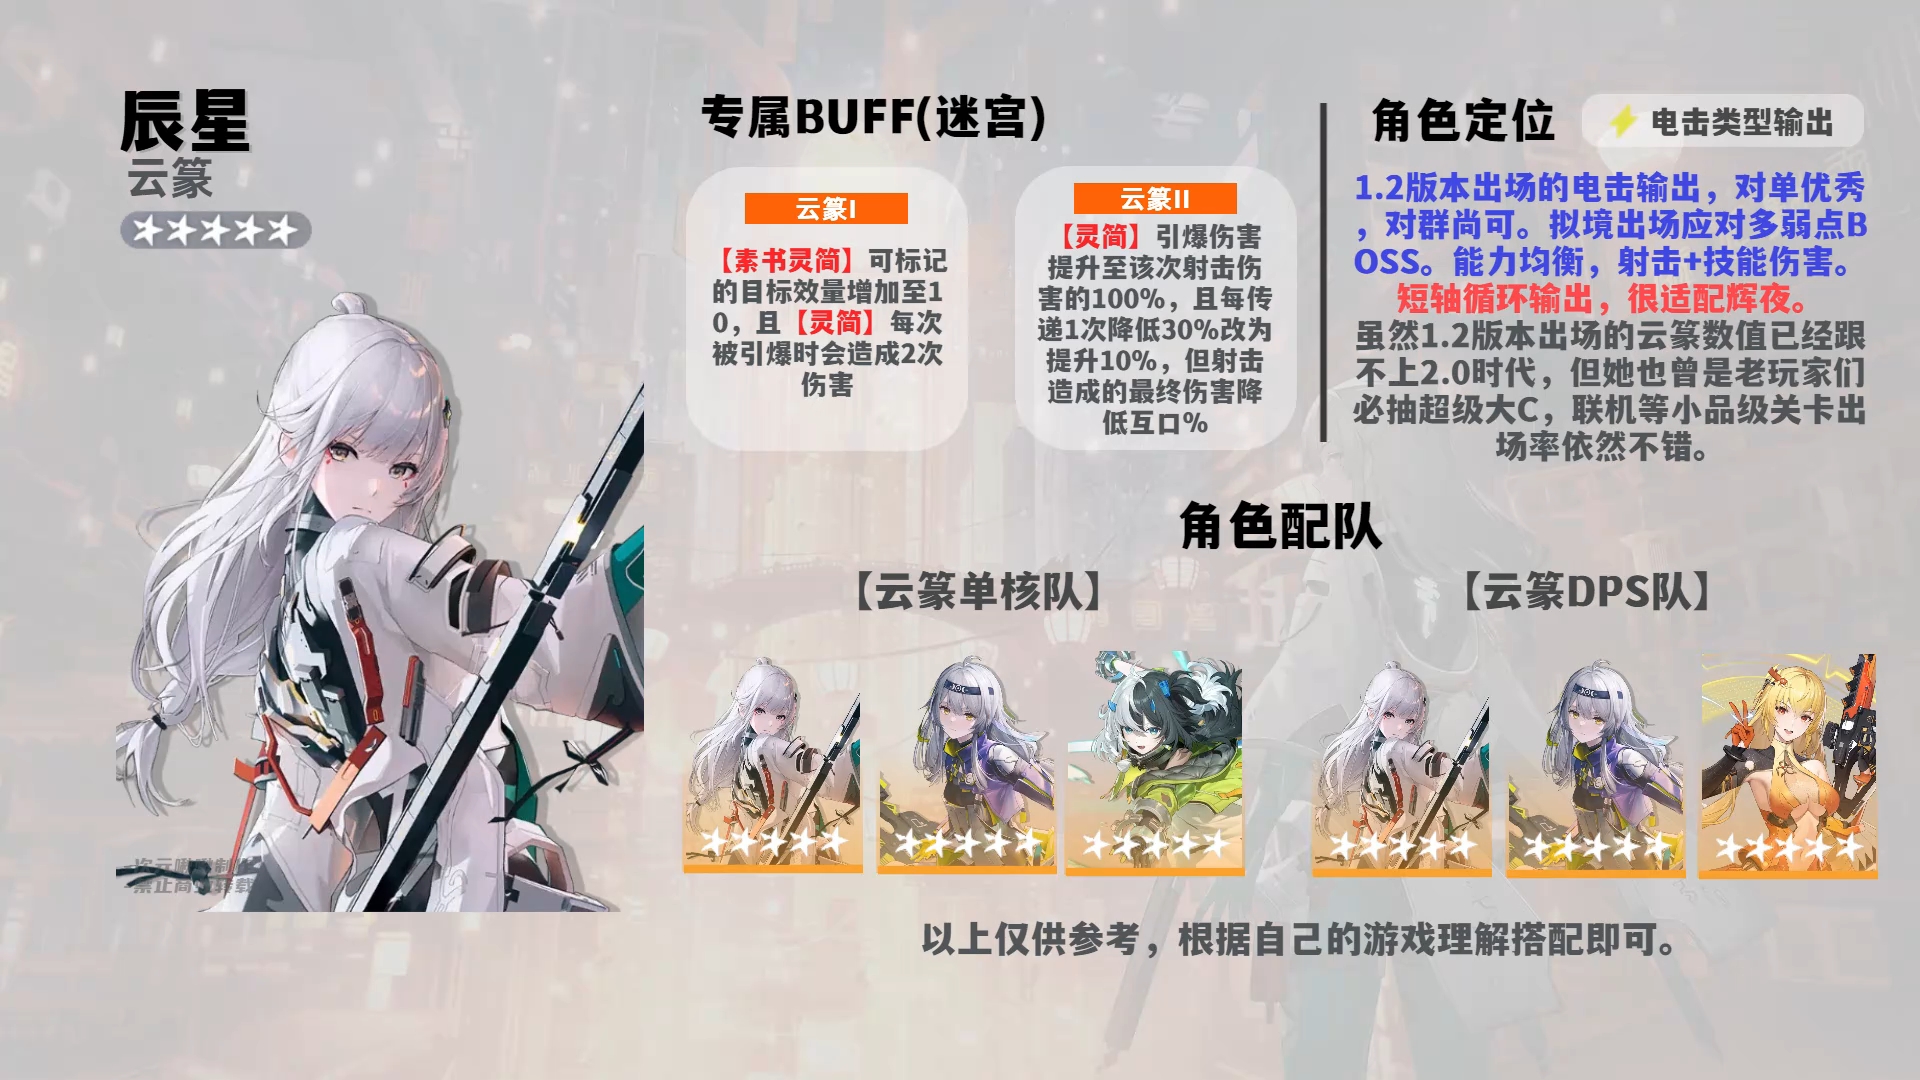 辰星
云篆
专属BUFF(迷宫)
云篆I
【素书灵简】可标记
的目标效量增加至1
0，且【灵简】每次
被引爆时会造成2次
伤害
云篆II
【灵简】引爆伤害
提升至该次射击伤
害的100%，且每传
递1次降低30%改为
提升10%，但射击
造成的最终伤害降
低互口%
角色定位
电击类型输出
1.2版本出场的电击输出，对单优秀
，对群尚可。拟境出场应对多弱点B
OSS。能力均衡，射击+技能伤害。
短轴循环输出，很适配辉夜。
虽然1.2版本出场的云篆数值已经跟
不上2.0时代，但她也曾是老玩家们
必抽超级大C，联机等小品级关卡出
场率依然不错。
角色配队
【云篆单核队】
【云篆DPS队】
以上仅供参考，根据自己的游戏理解搭配即可。